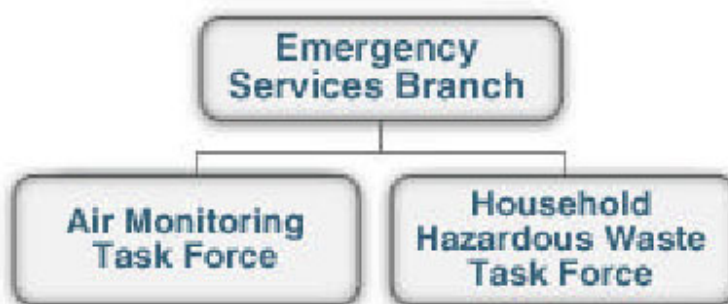 Emergency
Services Branch
Air Monitoring
Task Force
Household
Hazardous Waste
Task Force